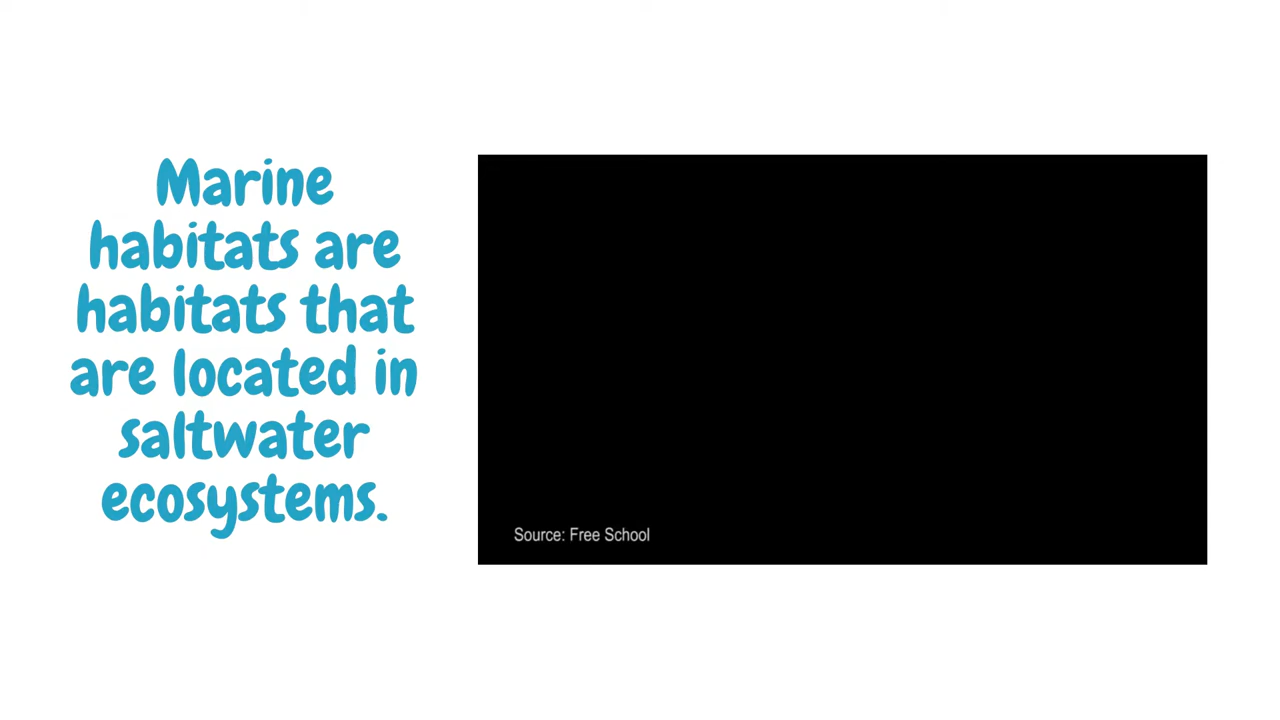 Marine
habitats are
habitats that
are located in
saltwater
ecosystems.
Source: Free School